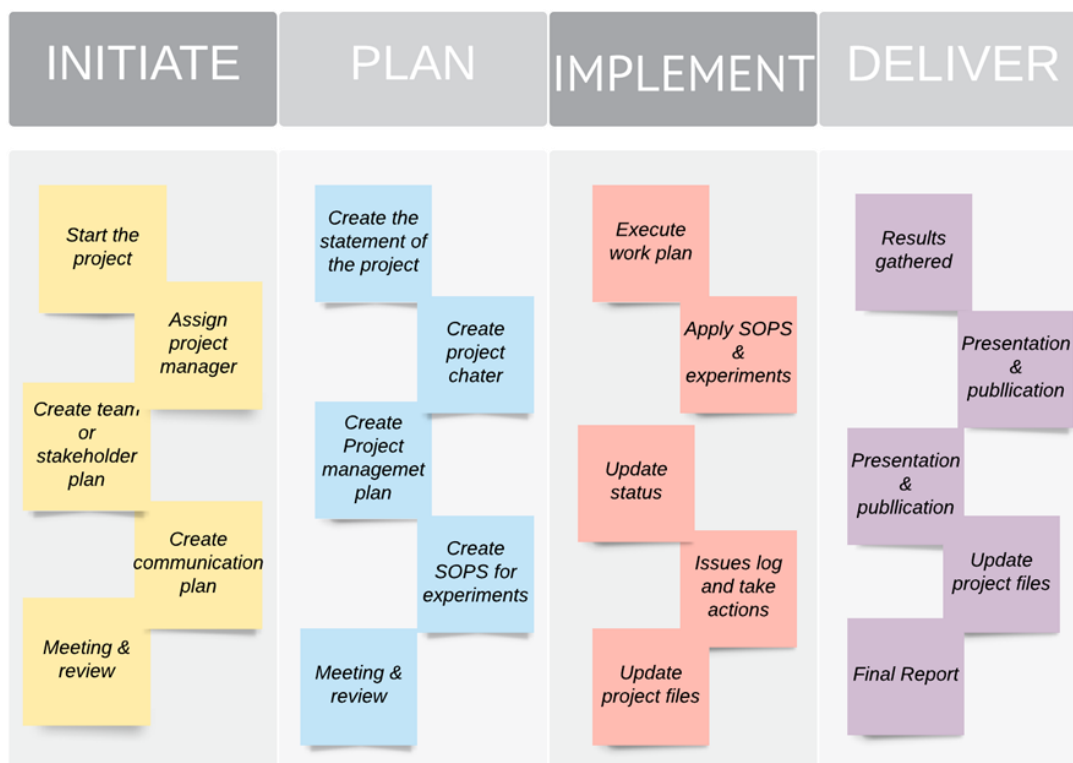 INITIATE
PLAN
IMPLEMENT
DELIVER
Start the
project
Assign
project
manager
Create team
or
stakeholder
plan
Create
communication
plan
Meeting &
review
Create the
statement of
the project
Create
project
chater
Create
Project
managemet
plan
Create
SOPS for
experiments
Meeting &
review
Execute
work plan
Apply SOPS
&
experiments
Update
status
Issues log
and take
actions
Update
project files
Results
gathered
Presentation
&
publlication
Presentation
&
publlication
Update
project files
Final Report